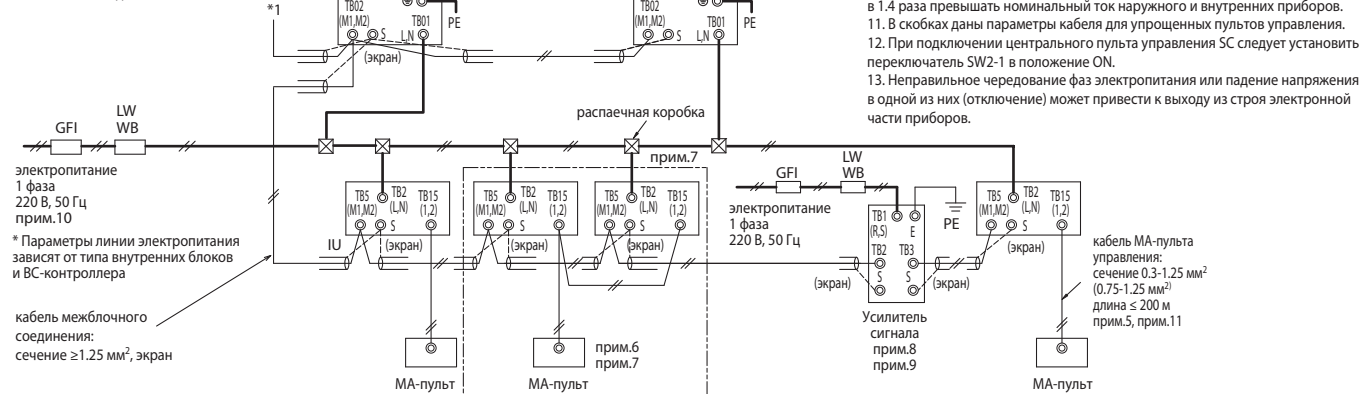 *1
TB02
(M1,M2)
S
TB01
L,N
PE
(экран)
TB02
(M1,M2)
S
TB01
L,N
PE
в 1.4 раза превышать номинальный ток наружного и внутренних приборов.
11. В скобках даны параметры кабеля для упрощенных пультов управления.
12. При подключении центрального пульта управления SC следует установить
переключатель SW2-1 в положение ON.
13. Неправильное чередование фаз электропитания или падение напряжения
в одной из них (отключение) может привести к выходу из строя электронной
части приборов.
GFI
LW
WB
распаечная коробка
прим.7
электропитание
1 фаза
220 В, 50 Гц
прим.10
* Параметры линии электропитания
зависят от типа внутренних блоков
и ВС-контроллера
кабель межблочного
соединения:
сечение ≥1.25 мм², экран
IU
TB5
(M1,M2)
TB2
(L,N)
TB15
(1,2)
S
(экран)
МА-пульт
TB5
(M1,M2)
TB2
(L,N)
TB15
(1,2)
S
(экран)
МА-пульт
прим.6
прим.7
TB5
(M1,M2)
TB2
(L,N)
TB15
(1,2)
S
(экран)
GFI
LW
WB
электропитание
1 фаза
220 В, 50 Гц
TB1
(R,S)
E
PE
TB2
TB3
S
S
(экран)
(экран)
Усилитель
сигнала
прим.8
прим.9
TB5
(M1,M2)
TB2
(L,N)
TB15
(1,2)
S
(экран)
МА-пульт
кабель МА-пульта
управления:
сечение 0.3-1.25 мм²
(0.75-1.25 мм²⁾
длина ≤ 200 м
прим.5, прим.11